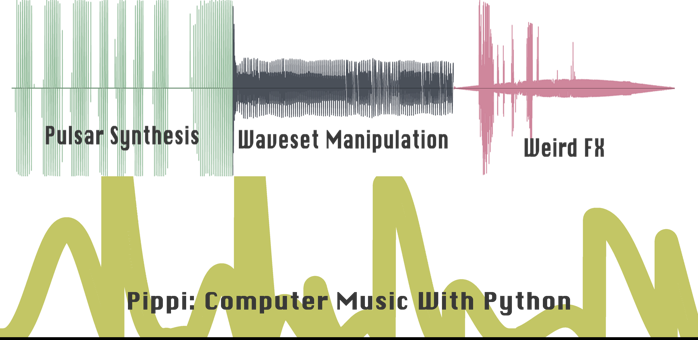 Pulsar Synthesis
Waveset Manipulation
Weird FX
Pippi: Computer Music With Python